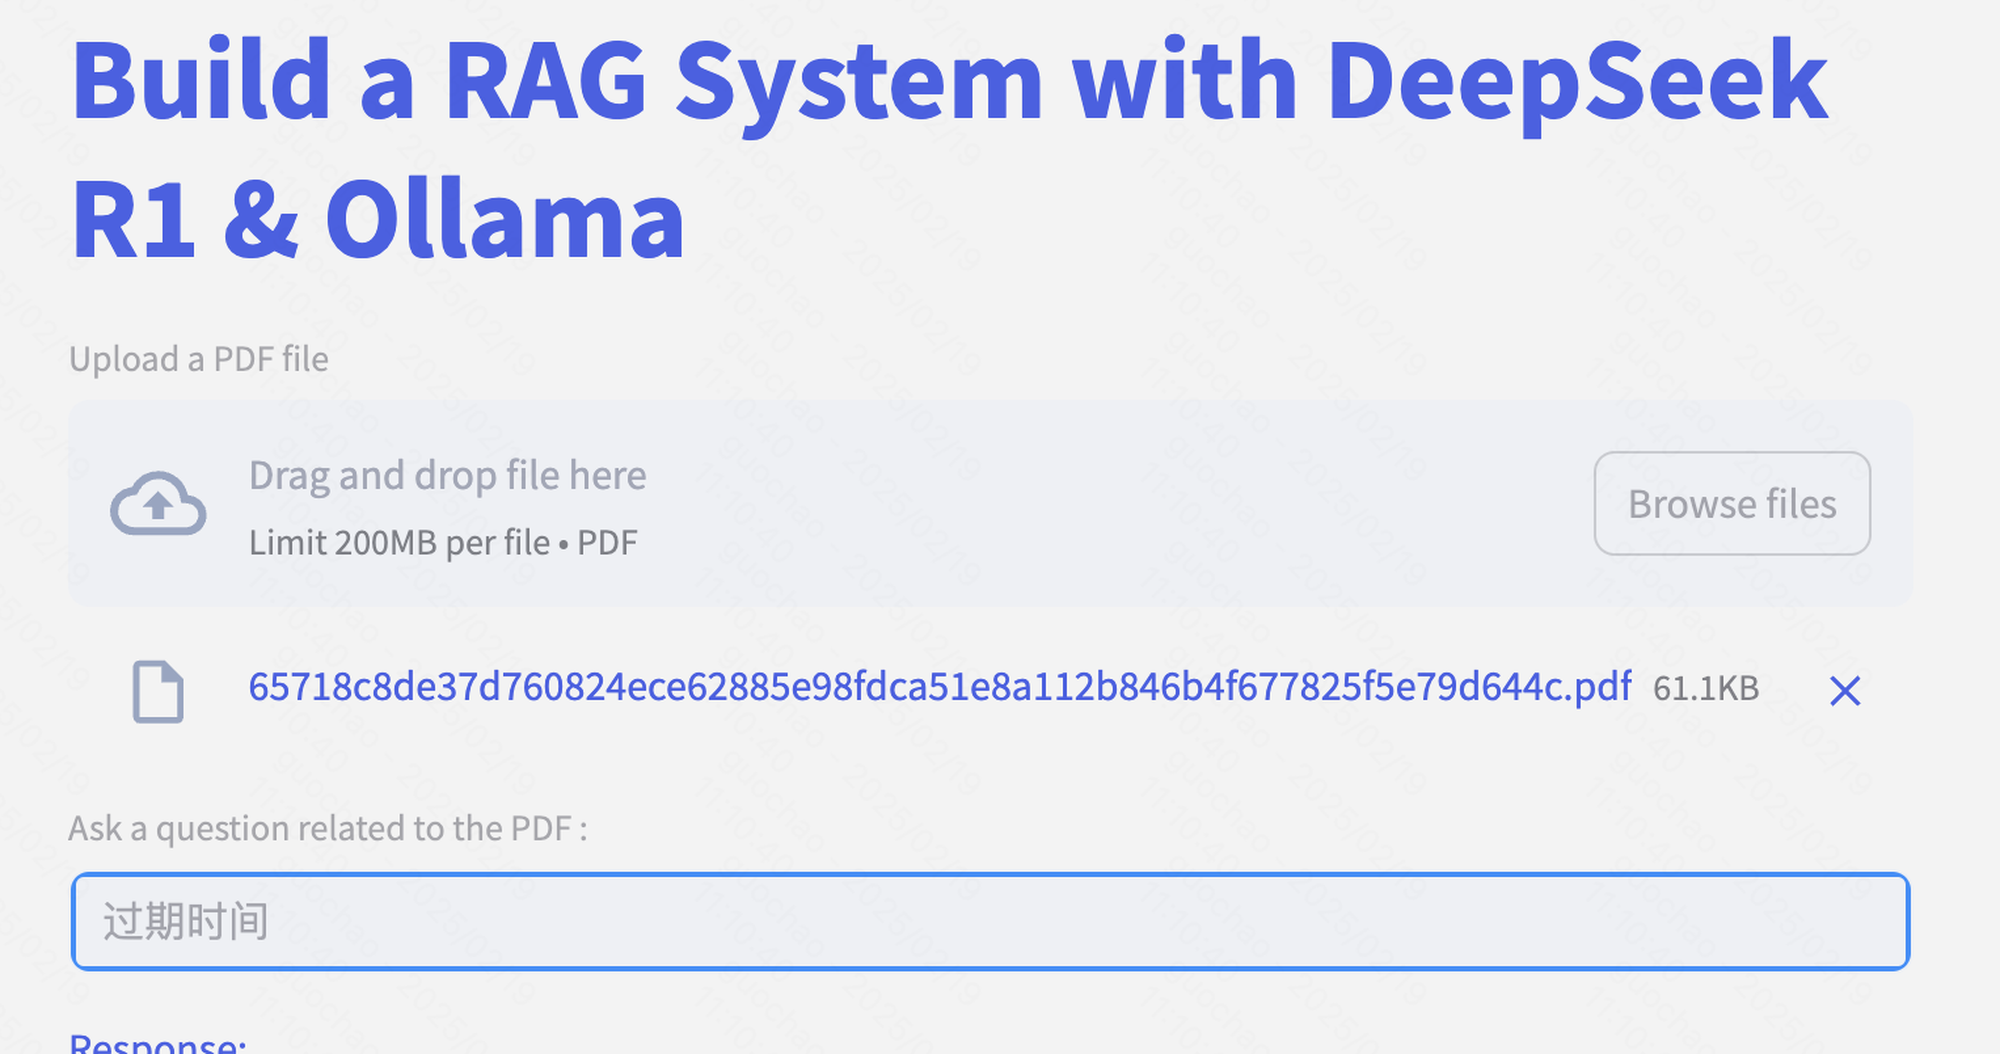 Build a RAG System with DeepSeek
R1 & Ollama
Upload a PDF file
Drag and drop file here
Limit 200MB per file • PDF
Browse files
65718c8de37d760824ece62885e98fdca51e8a112b846b4f677825f5e79d644c.pdf 61.1KB
Ask a question related to the PDF :
过期时间
Response: